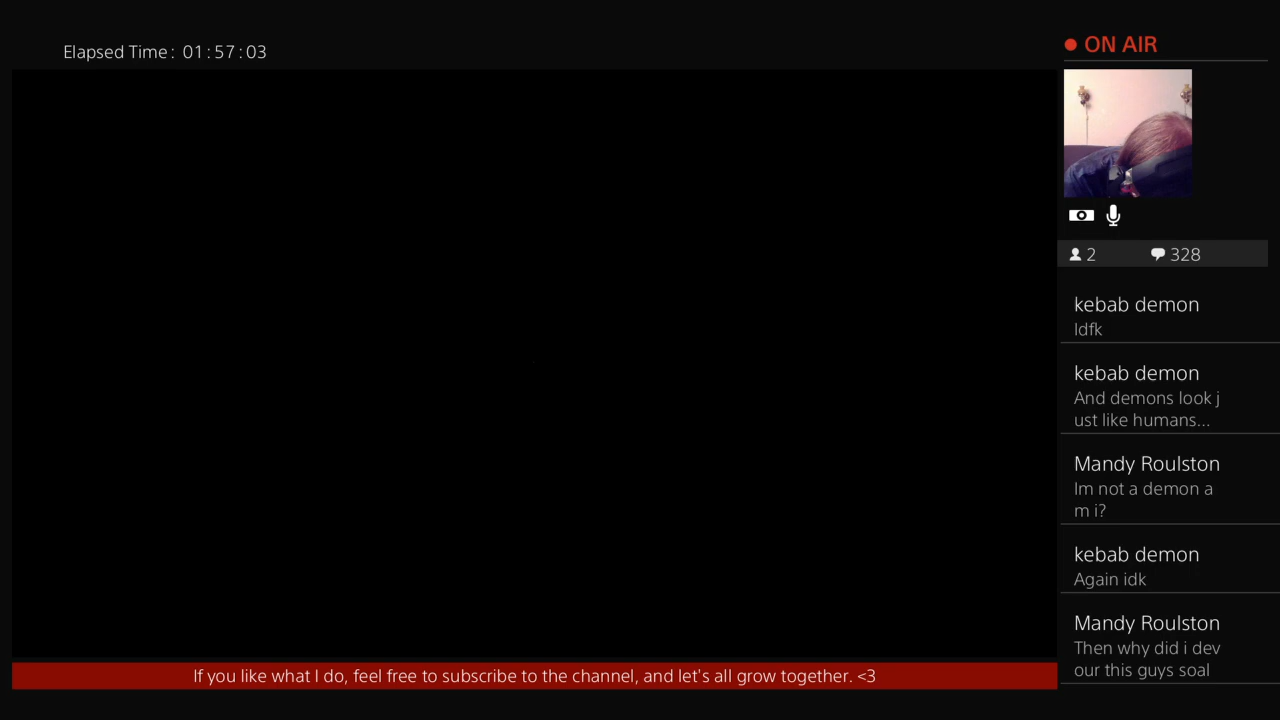 Elapsed Time: 01:57:03
ON AIR
2 328
kebab demon
Idfk
kebab demon
And demons look j
ust like humans...
Mandy Roulston
Im not a demon a
m i?
kebab demon
Again idk
Mandy Roulston
Then why did i dev
our this guys soal
If you like what I do, feel free to subscribe to the channel, and let's all grow together. <3